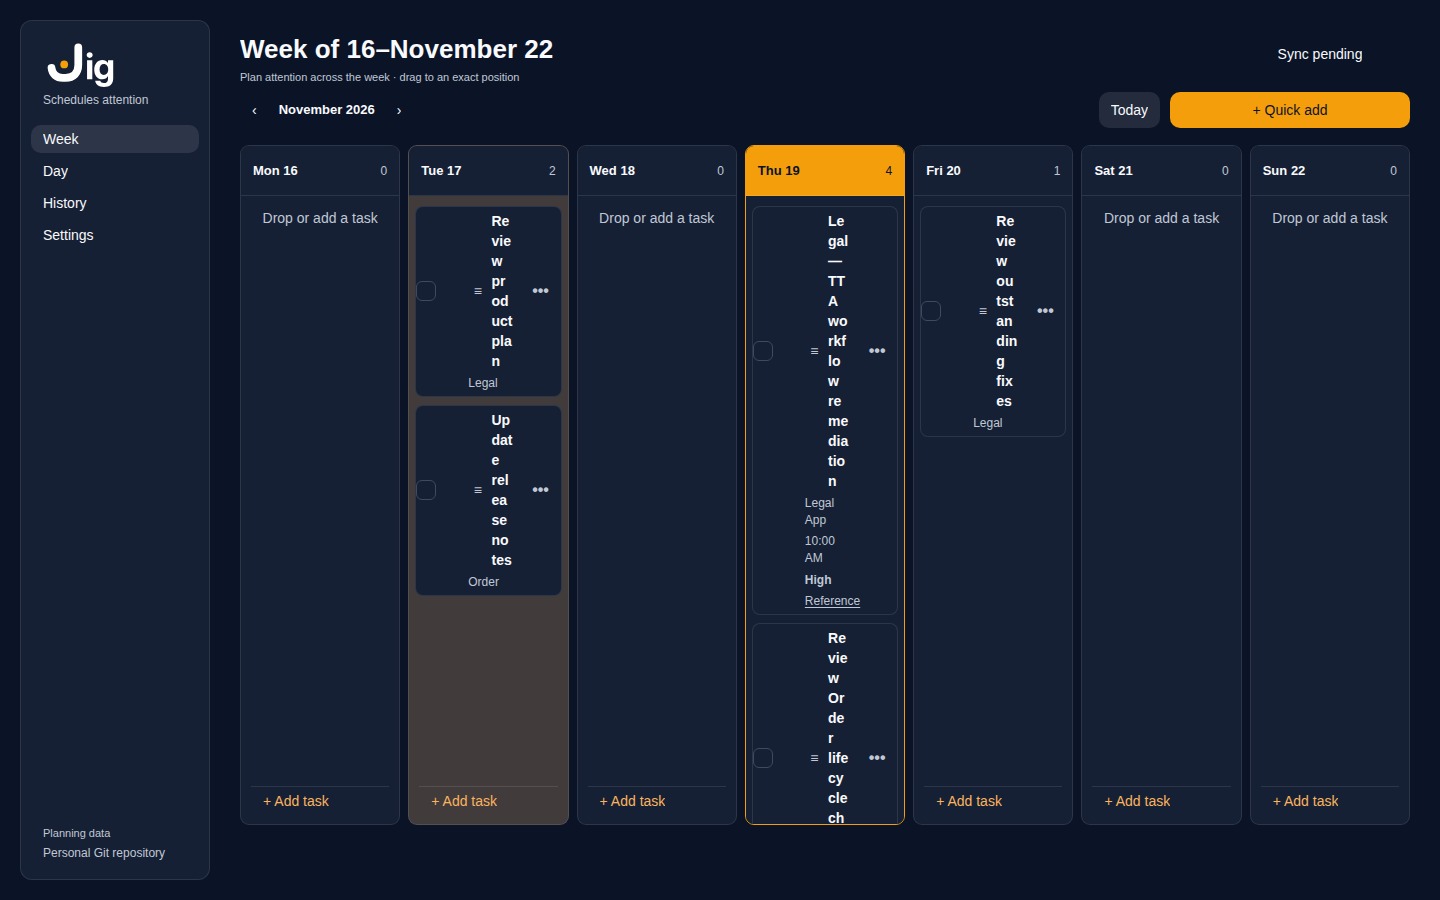 Jig
Schedules attention
Week
Day
History
Settings
Planning data
Personal Git repository
Week of 16–November 22
Plan attention across the week · drag to an exact position
Sync pending
‹ November 2026 ›
Today
+ Quick add
Mon 16 0
Drop or add a task
+ Add task
Tue 17 2
Re
vie
w
pr
od
uct
pla
n
Legal
Up
dat
e
rel
ea
se
no
tes
Order
+ Add task
Wed 18 0
Drop or add a task
+ Add task
Thu 19 4
Le
gal
—
TT
A
wo
rkf
lo
w
re
me
dia
tio
n
Legal
App
10:00
AM
High
Reference
Re
vie
w
Or
de
r
life
cy
cle
ch
Fri 20 1
Re
vie
w
ou
tst
an
din
g
fix
es
Legal
+ Add task
Sat 21 0
Drop or add a task
+ Add task
Sun 22 0
Drop or add a task
+ Add task